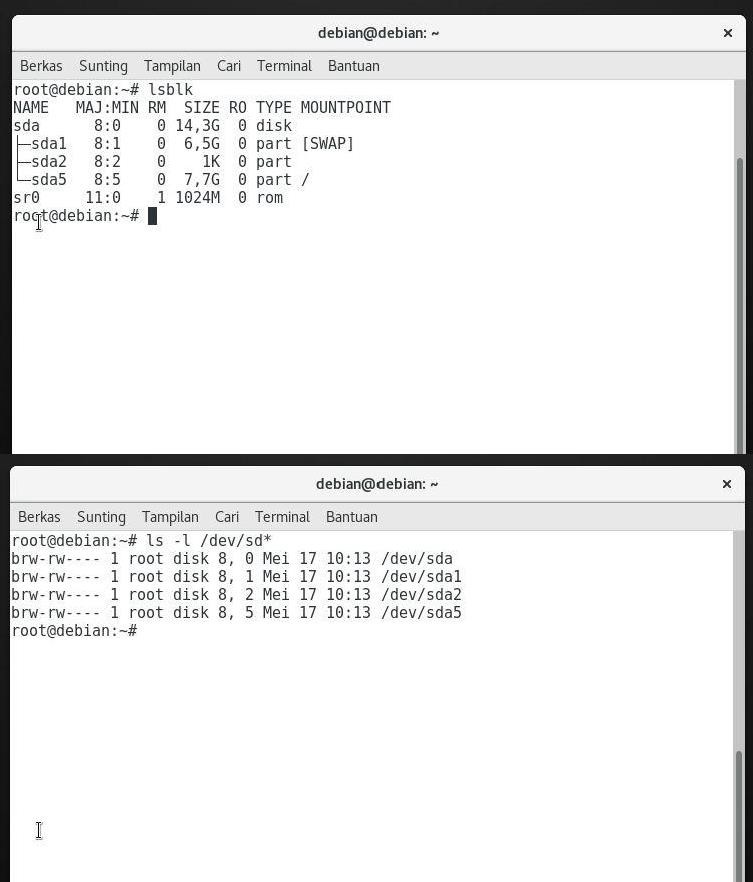 debian@debian: ~ ×
Berkas Sunting Tampilan Cari Terminal Bantuan
root@debian:~# lsblk
NAME   MAJ:MIN RM  SIZE RO TYPE MOUNTPOINT
sda      8:0    0 14,3G  0 disk
├─sda1   8:1    0  6,5G  0 part [SWAP]
├─sda2   8:2    0    1K  0 part
└─sda5   8:5    0  7,7G  0 part /
sr0     11:0    1 1024M  0 rom
root@debian:~#
debian@debian: ~ ×
Berkas Sunting Tampilan Cari Terminal Bantuan
root@debian:~# ls -l /dev/sd*
brw-rw---- 1 root disk 8, 0 Mei 17 10:13 /dev/sda
brw-rw---- 1 root disk 8, 1 Mei 17 10:13 /dev/sda1
brw-rw---- 1 root disk 8, 2 Mei 17 10:13 /dev/sda2
brw-rw---- 1 root disk 8, 5 Mei 17 10:13 /dev/sda5
root@debian:~#